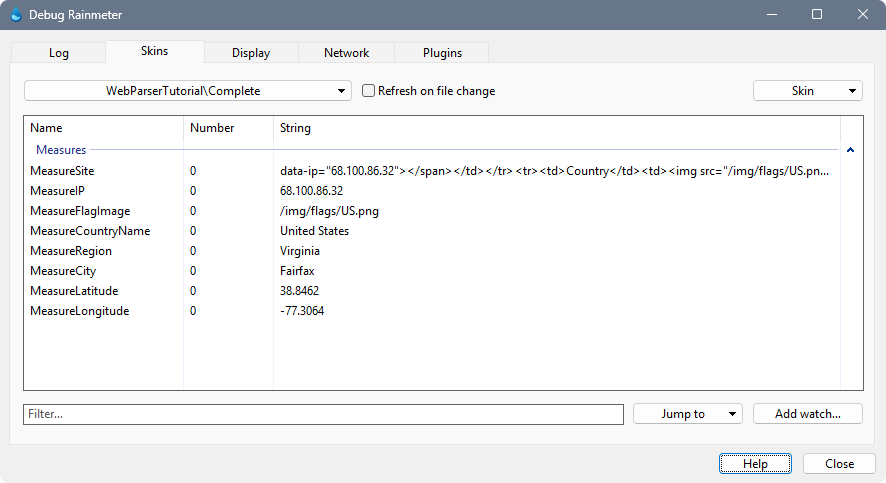 Debug Rainmeter
Log Skins Display Network Plugins
WebParserTutorial\Complete Refresh on file change Skin
Name Number String
Measures
MeasureSite 0 data-ip="68.100.86.32"></span></td></tr> <tr><td>Country</td><td><img src="/img/flags/US.pn...
MeasureIP 0 68.100.86.32
MeasureFlagImage 0 /img/flags/US.png
MeasureCountryName 0 United States
MeasureRegion 0 Virginia
MeasureCity 0 Fairfax
MeasureLatitude 0 38.8462
MeasureLongitude 0 -77.3064
Filter... Jump to Add watch...
Help Close